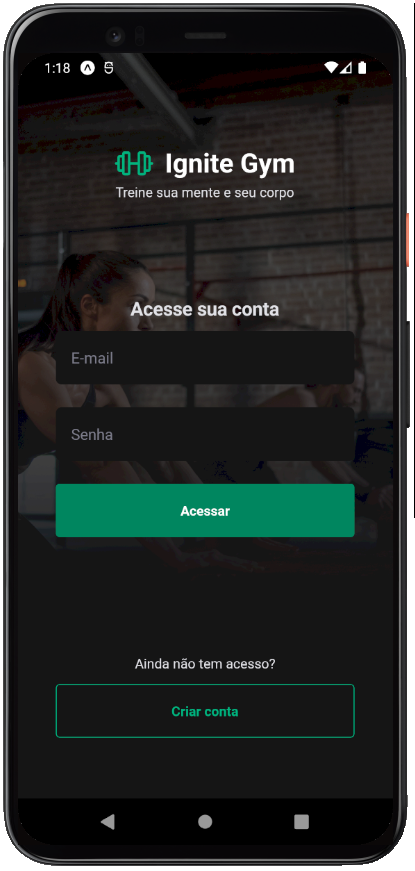 1:18
Ignite Gym
Treine sua mente e seu corpo
Acesse sua conta
E-mail
Senha
Acessar
Ainda não tem acesso?
Criar conta